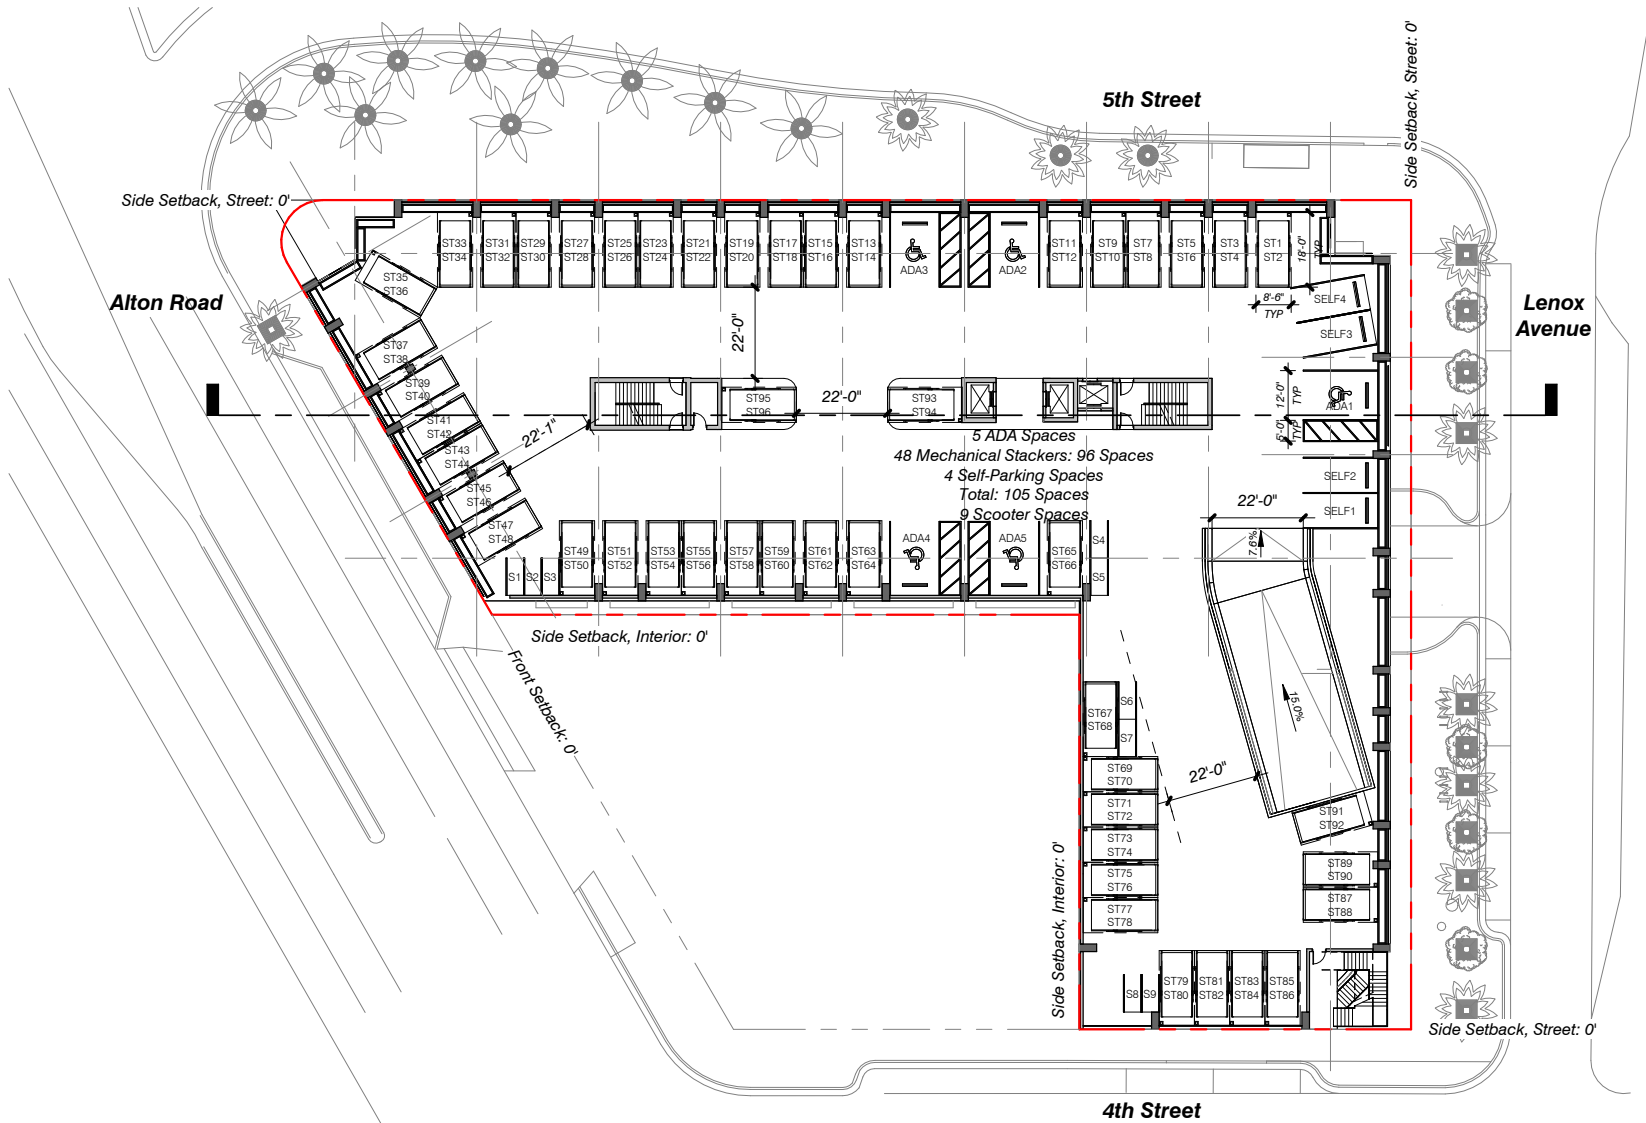 5th Street
Side Setback, Street: 0'
Side Setback, Street: 0'
Alton Road
Lenox
Avenue
ST33
ST34
ST31
ST32
ST29
ST30
ST27
ST28
ST25
ST26
ST23
ST24
ST21
ST22
ST19
ST20
ST17
ST18
ST15
ST16
ST13
ST14
ADA3
ADA2
ST11
ST12
ST9
ST10
ST7
ST8
ST5
ST6
ST3
ST4
ST1
ST2
18'-0"
TYP
8'-6"
TYP
SELF4
SELF3
ST35
ST36
ST37
ST38
ST39
ST40
ST41
ST42
ST43
ST44
ST45
ST46
ST47
ST48
22'-0"
22'-1"
ST95
ST96
22'-0"
ST93
ST94
12'-0"
TYP
ADA1
5'-0"
TYP
5 ADA Spaces
48 Mechanical Stackers: 96 Spaces
4 Self-Parking Spaces
Total: 105 Spaces
9 Scooter Spaces
SELF2
SELF1
22'-0"
7.6%
S1
S2
S3
ST49
ST50
ST51
ST52
ST53
ST54
ST55
ST56
ST57
ST58
ST59
ST60
ST61
ST62
ST63
ST64
ADA4
ADA5
ST65
ST66
S4
S5
Side Setback, Interior: 0'
Front Setback: 0'
ST67
ST68
S6
S7
15.0%
ST69
ST70
22'-0"
ST71
ST72
ST73
ST74
ST75
ST76
ST77
ST78
ST91
ST92
ST89
ST90
ST87
ST88
Side Setback, Interior: 0'
S8
S9
ST79
ST80
ST81
ST82
ST83
ST84
ST85
ST86
Side Setback, Street: 0'
4th Street